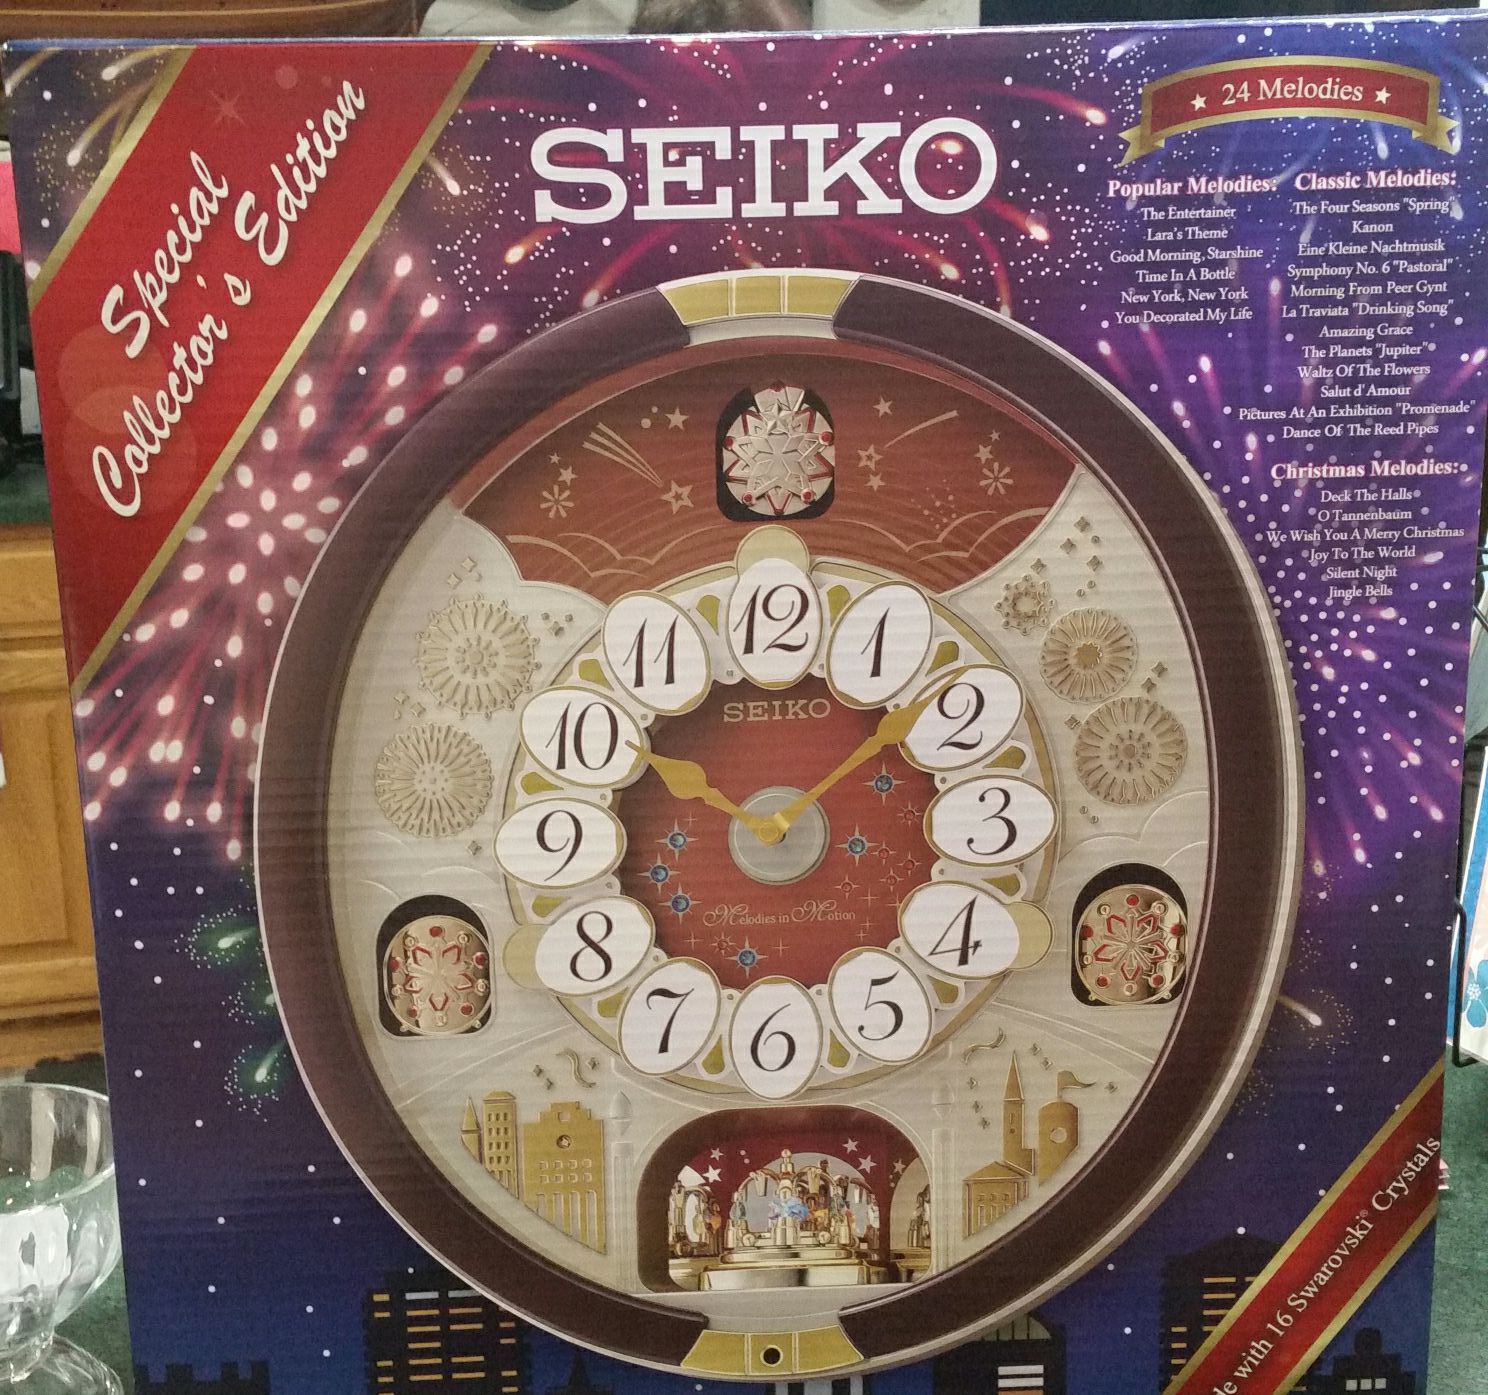 Special
Collector's Edition
SEIKO
★ 24 Melodies ★
Popular Melodies:
The Entertainer
Lara's Theme
Good Morning, Starshine
Time In A Bottle
New York, New York
You Decorated My Life
Classic Melodies:
The Four Seasons "Spring"
Kanon
Eine Kleine Nachtmusik
Symphony No. 6 "Pastoral"
Morning From Peer Gynt
La Traviata "Drinking Song"
Amazing Grace
The Planets "Jupiter"
Waltz Of The Flowers
Salut d'Amour
Pictures At An Exhibition "Promenade"
Dance Of The Reed Pipes
Christmas Melodies:
Deck The Halls
O Tannenbaum
We Wish You A Merry Christmas
Joy To The World
Silent Night
Jingle Bells
12
1
2
3
4
5
6
7
8
9
10
11
SEIKO
Melodies in Motion
with 16 Swarovski® Crystals